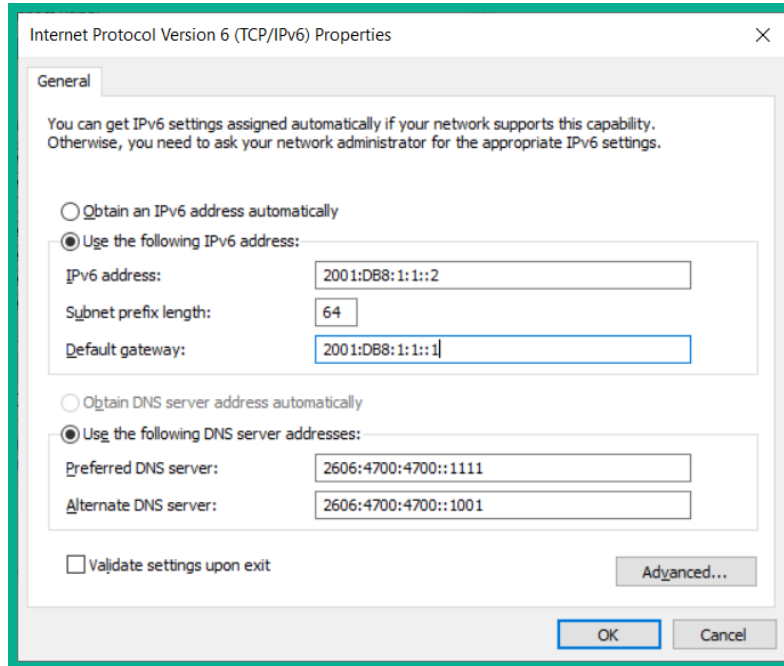 Internet Protocol Version 6 (TCP/IPv6) Properties
General
You can get IPv6 settings assigned automatically if your network supports this capability.
Otherwise, you need to ask your network administrator for the appropriate IPv6 settings.
Obtain an IPv6 address automatically
Use the following IPv6 address:
IPv6 address: 2001:DB8:1:1::2
Subnet prefix length: 64
Default gateway: 2001:DB8:1:1::1
Obtain DNS server address automatically
Use the following DNS server addresses:
Preferred DNS server: 2606:4700:4700::1111
Alternate DNS server: 2606:4700:4700::1001
Validate settings upon exit
Advanced...
OK Cancel